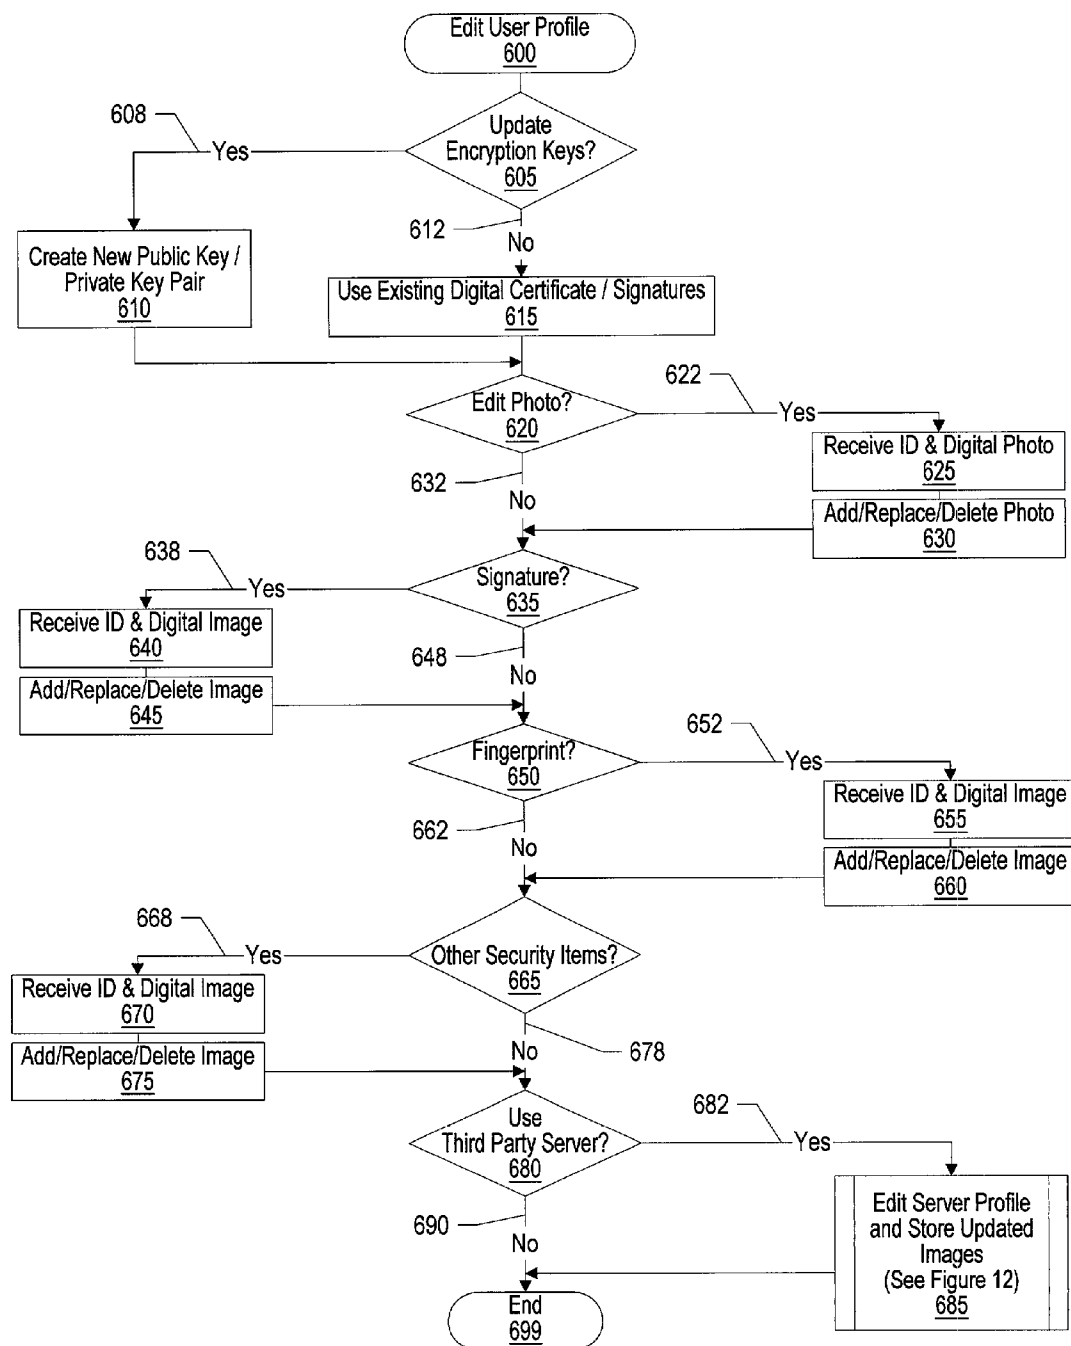 Edit User Profile
600
608
Yes
Update
Encryption Keys?
605
612
No
Create New Public Key /
Private Key Pair
610
Use Existing Digital Certificate / Signatures
615
Edit Photo?
620
622
Yes
Receive ID & Digital Photo
625
Add/Replace/Delete Photo
630
632
No
638
Yes
Signature?
635
Receive ID & Digital Image
640
Add/Replace/Delete Image
645
648
No
Fingerprint?
650
652
Yes
Receive ID & Digital Image
655
Add/Replace/Delete Image
660
662
No
668
Yes
Other Security Items?
665
Receive ID & Digital Image
670
Add/Replace/Delete Image
675
678
No
Use
Third Party Server?
680
682
Yes
Edit Server Profile
and Store Updated
Images
(See Figure 12)
685
690
No
End
699